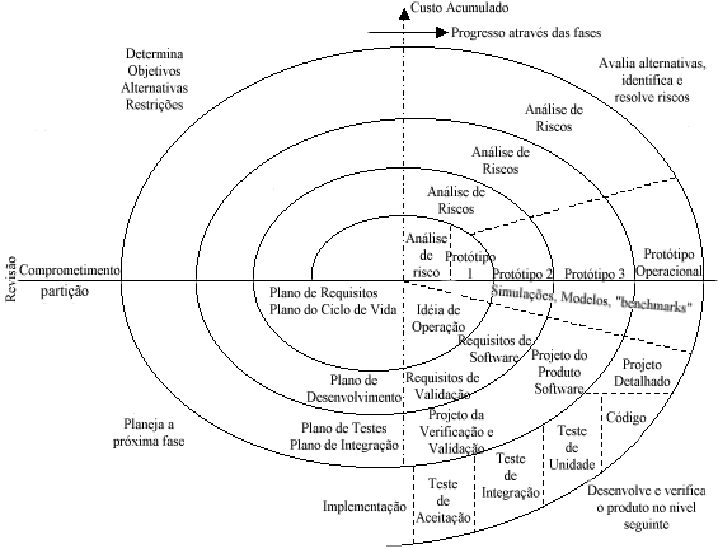 Custo Acumulado
Progresso através das fases
Determina
Objetivos
Alternativas
Restrições
Avalia alternativas,
identifica e
resolve riscos
Análise de
Riscos
Análise de
Riscos
Análise de
Riscos
Análise
de
risco
Protótipo
1
Protótipo 2
Protótipo 3
Protótipo
Operacional
Revisão
Comprometimento
partição
Simulações, Modelos, "benchmarks"
Plano de Requisitos
Plano do Ciclo de Vida
Idéia de
Operação
Requisitos de
Software
Projeto do
Produto
Software
Projeto
Detalhado
Plano de
Desenvolvimento
Requisitos de
Validação
Planeja a
próxima fase
Plano de Testes
Plano de Integração
Projeto da
Verificação e
Validação
Código
Teste
de
Unidade
Teste
de
Integração
Teste
de
Aceitação
Implementação
Desenvolve e verifica
o produto no nível
seguinte